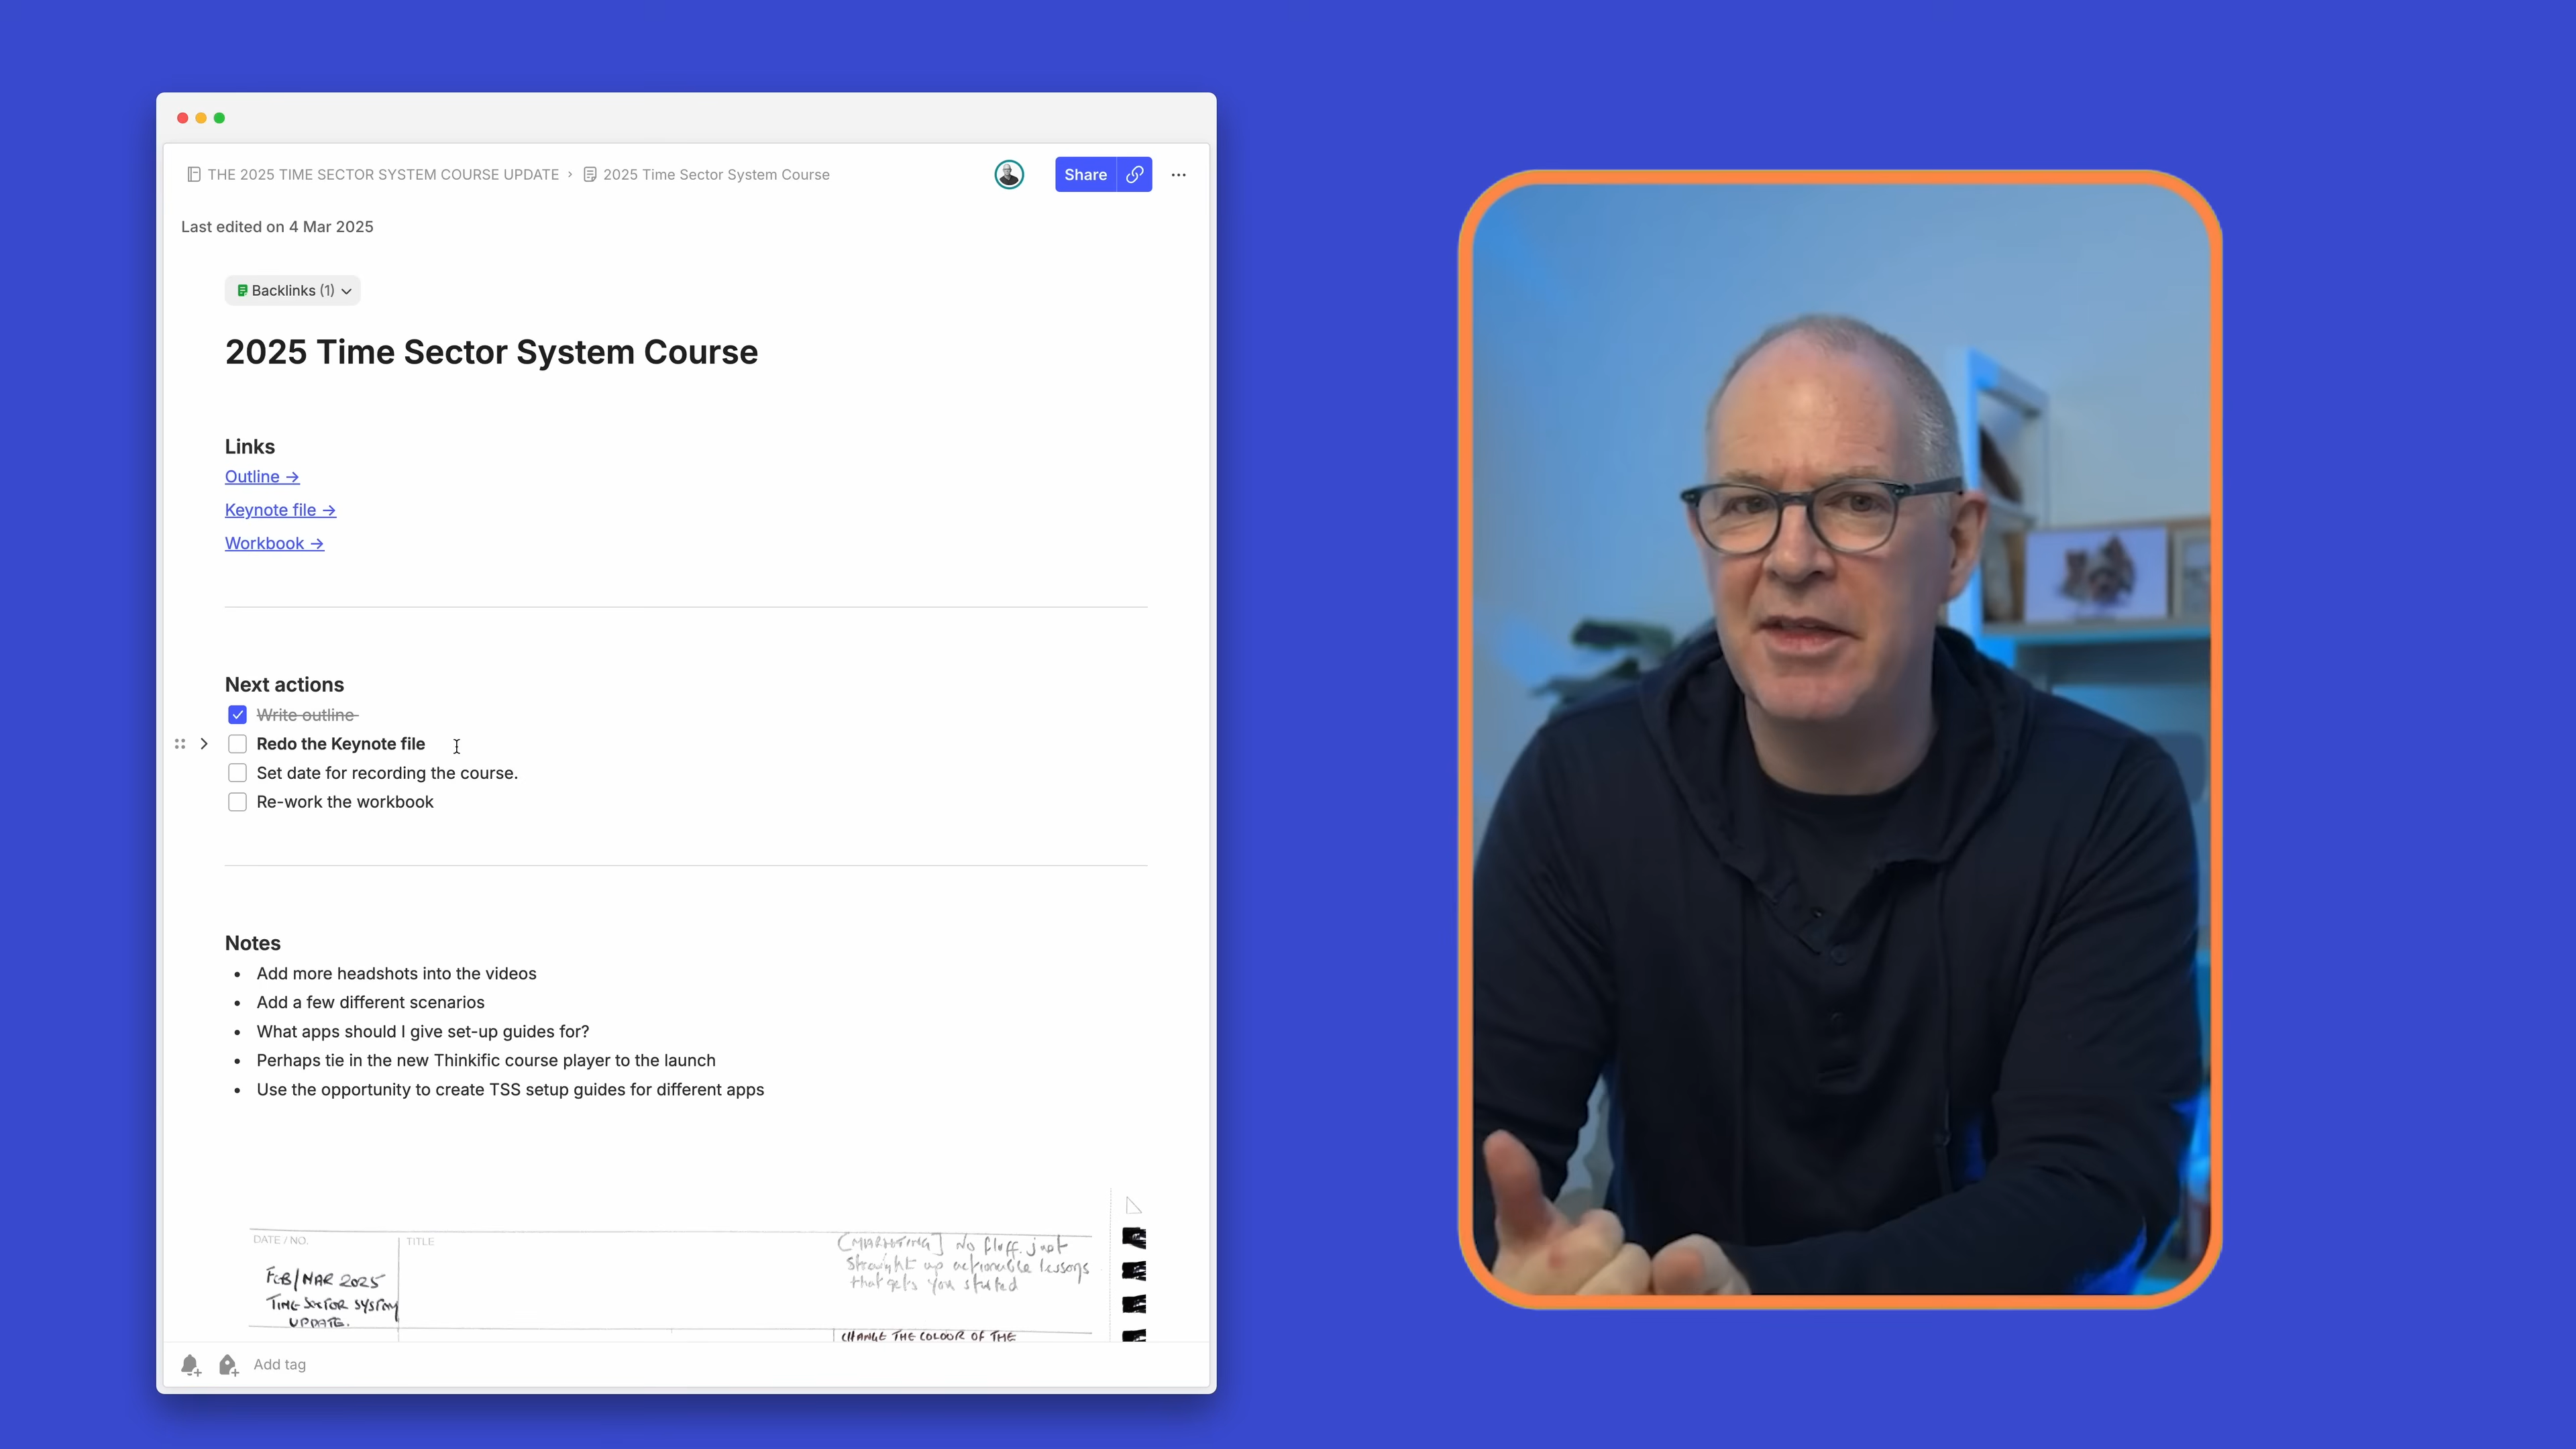 THE 2025 TIME SECTOR SYSTEM COURSE UPDATE › 2025 Time Sector System Course
Share
Last edited on 4 Mar 2025
Backlinks (1)
2025 Time Sector System Course
Links
Outline →
Keynote file →
Workbook →
Next actions
Write outline
Redo the Keynote file
Set date for recording the course.
Re-work the workbook
Notes
• Add more headshots into the videos
• Add a few different scenarios
• What apps should I give set-up guides for?
• Perhaps tie in the new Thinkific course player to the launch
• Use the opportunity to create TSS setup guides for different apps
DATE / NO.
TITLE
FEB/MAR 2025
TIME SECTOR SYSTEM
UPDATE.
[MARKETING] No fluff. just
straight up actionable lessons
that gets you started
CHANGE THE COLOUR OF THE
Add tag